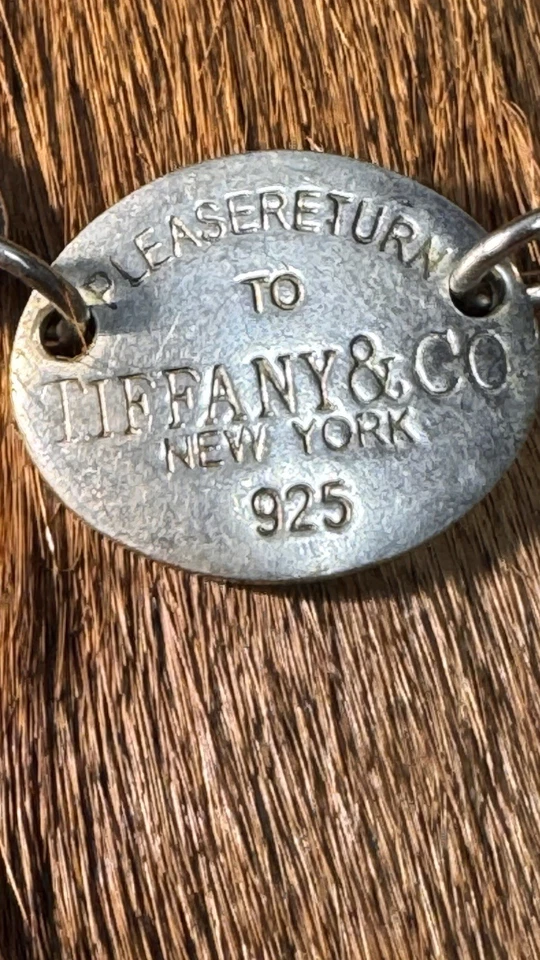 PLEASERETURN
TO
TIFFANY&CO
NEW YORK
925